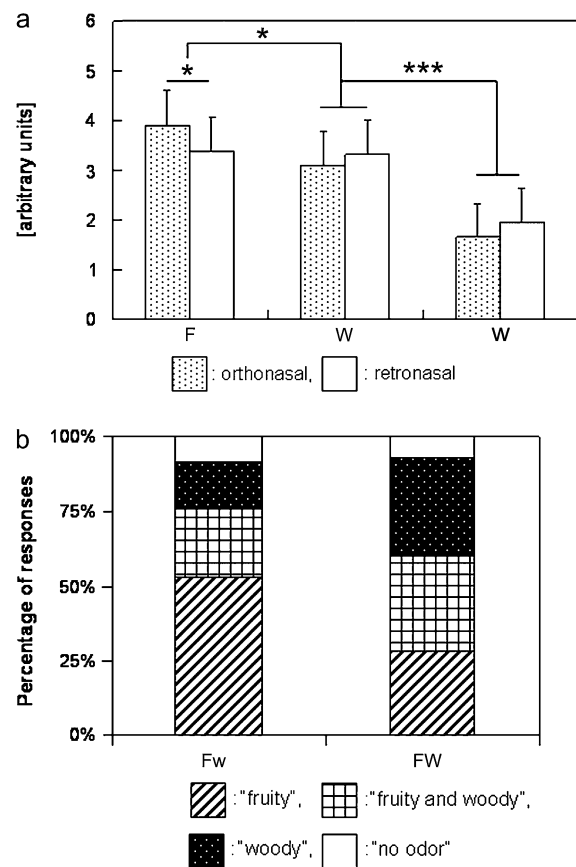 a
6
5
4
3
2
1
0
[arbitrary units]
*
*
***
F W W
: orthonasal, : retronasal
b
100%
75%
50%
25%
0%
Percentage of responses
Fw FW
:"fruity", :"fruity and woody",
:"woody", :"no odor"